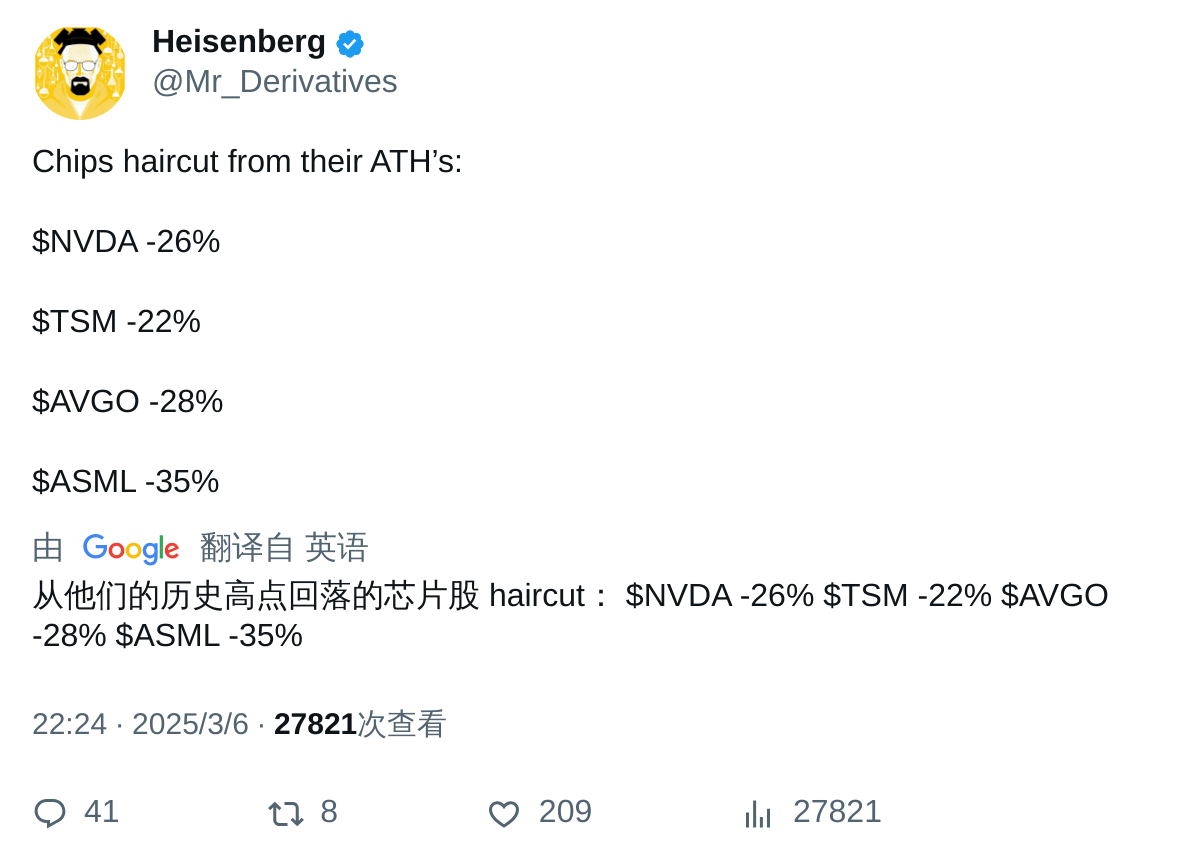 Heisenberg
@Mr_Derivatives
Chips haircut from their ATH’s:
$NVDA -26%
$TSM -22%
$AVGO -28%
$ASML -35%
由 Google 翻译自 英语
从他们的历史高点回落的芯片股 haircut： $NVDA -26% $TSM -22% $AVGO
-28% $ASML -35%
22:24 · 2025/3/6 · 27821次查看
41 8 209 27821